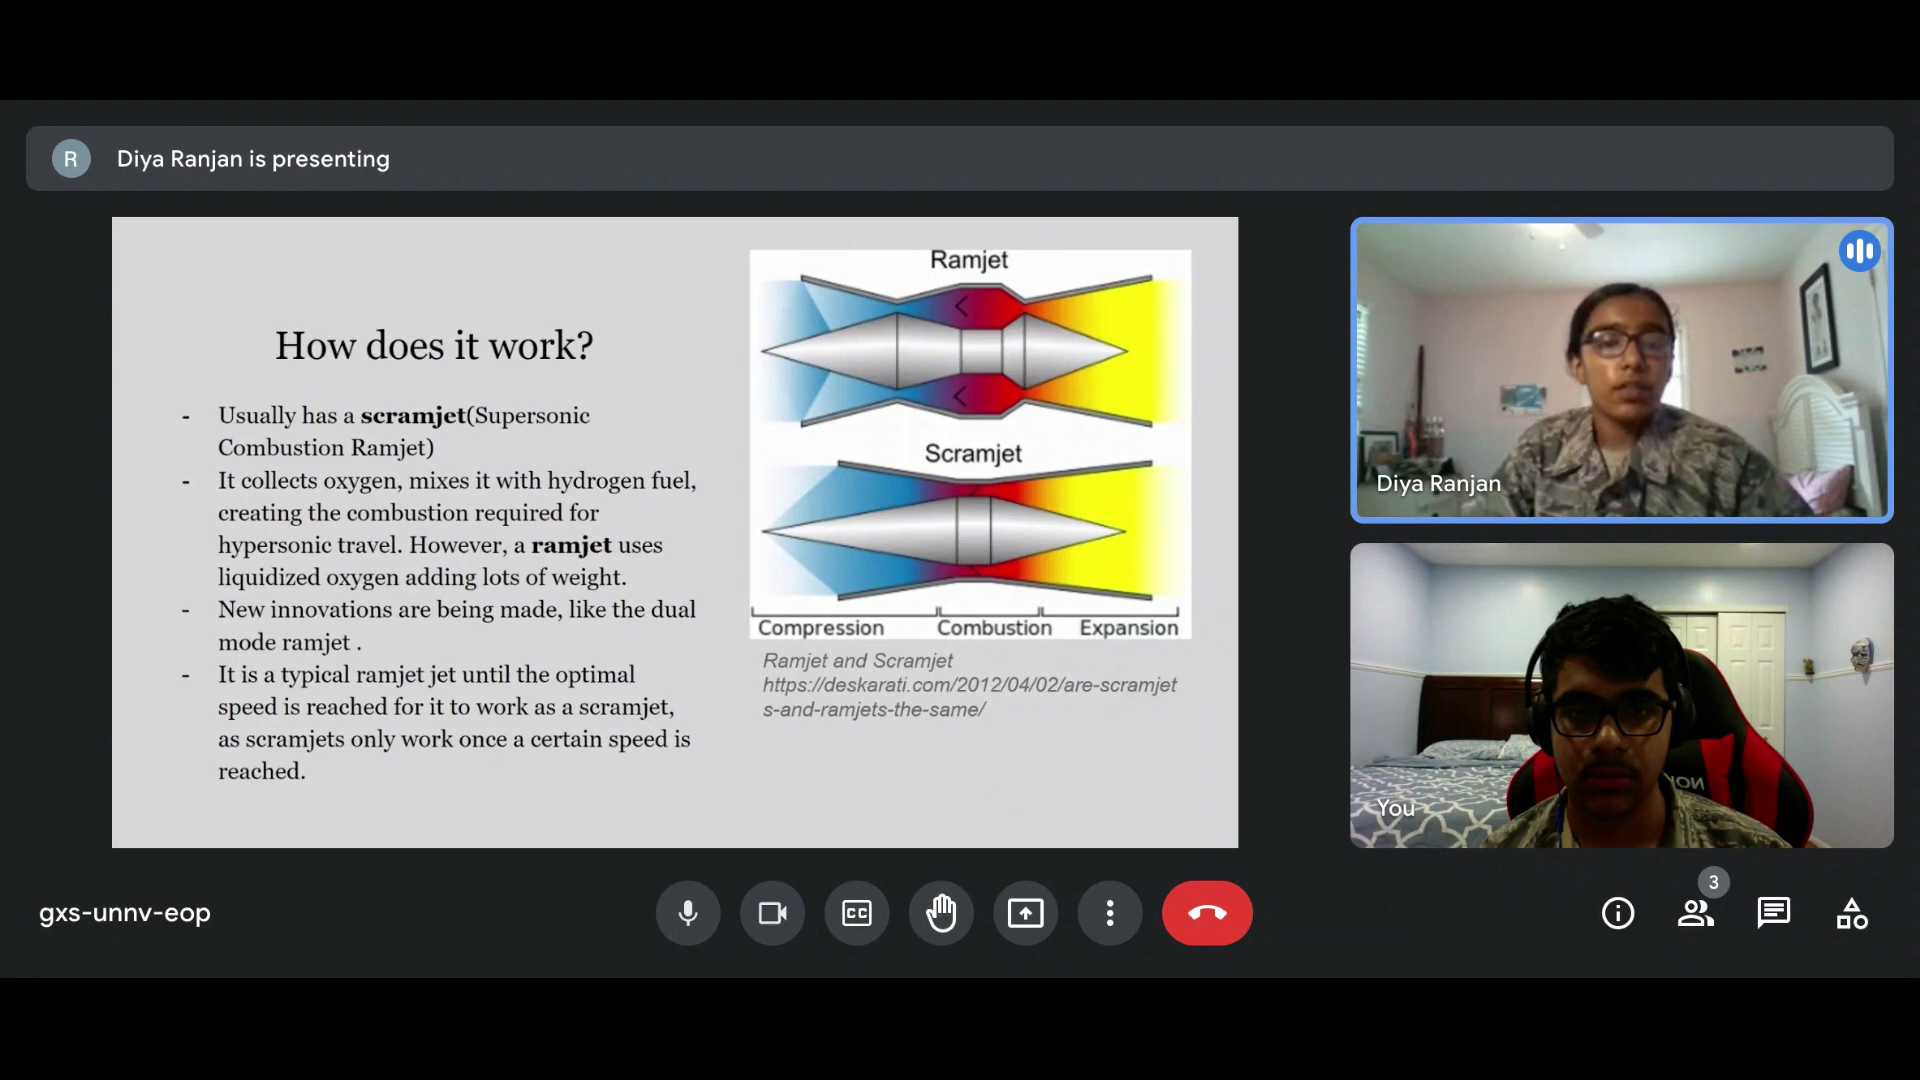 R
Diya Ranjan is presenting
How does it work?
- Usually has a scramjet(Supersonic
Combustion Ramjet)
- It collects oxygen, mixes it with hydrogen fuel,
creating the combustion required for
hypersonic travel. However, a ramjet uses
liquidized oxygen adding lots of weight.
- New innovations are being made, like the dual
mode ramjet .
- It is a typical ramjet jet until the optimal
speed is reached for it to work as a scramjet,
as scramjets only work once a certain speed is
reached.
Ramjet
Scramjet
Compression Combustion Expansion
Ramjet and Scramjet
https://deskarati.com/2012/04/02/are-scramjet
s-and-ramjets-the-same/
Diya Ranjan
You
gxs-unnv-eop
CC
3